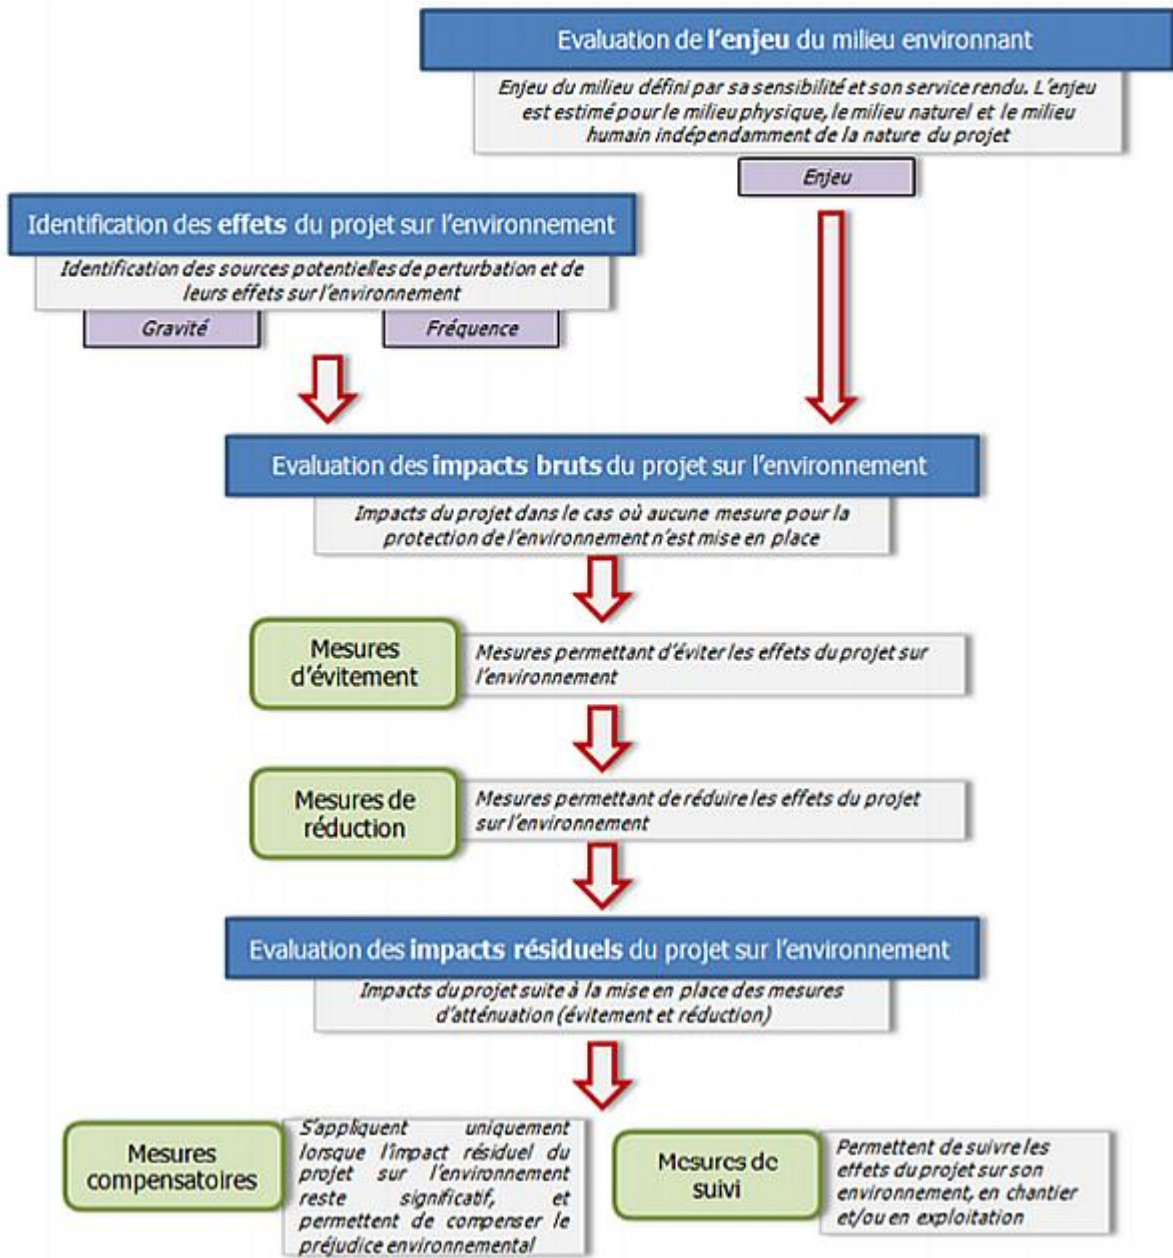 Evaluation de l'enjeu du milieu environnant
Enjeu du milieu défini par sa sensibilité et son service rendu. L'enjeu
est estimé pour le milieu physique, le milieu naturel et le milieu
humain indépendamment de la nature du projet
Enjeu
Identification des effets du projet sur l'environnement
Identification des sources potentielles de perturbation et de
leurs effets sur l'environnement
Gravité
Fréquence
Evaluation des impacts bruts du projet sur l'environnement
Impacts du projet dans le cas où aucune mesure pour la
protection de l'environnement n'est mise en place
Mesures
d'évitement
Mesures permettant d'éviter les effets du projet sur
l'environnement
Mesures de
réduction
Mesures permettant de réduire les effets du projet
sur l'environnement
Evaluation des impacts résiduels du projet sur l'environnement
Impacts du projet suite à la mise en place des mesures
d'atténuation (évitement et réduction)
Mesures
compensatoires
S'appliquent uniquement
lorsque l'impact résiduel du
projet sur l'environnement
reste significatif, et
permettent de compenser le
préjudice environnemental
Mesures de
suivi
Permettent de suivre les
effets du projet sur son
environnement, en chantier
et/ou en exploitation